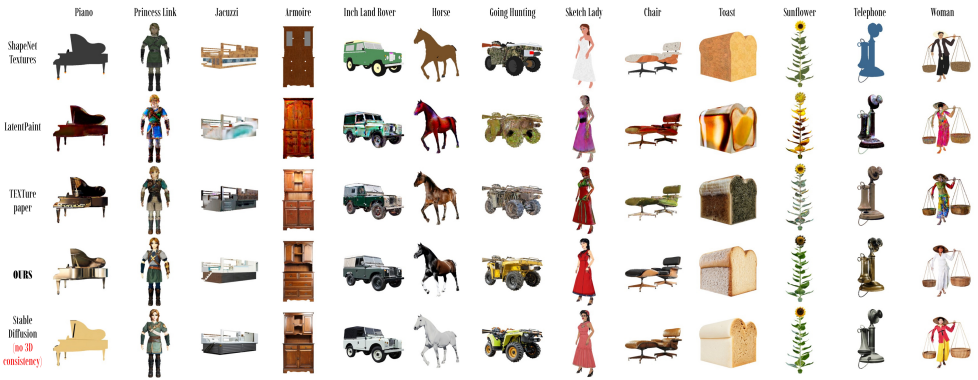 Piano Princess Link Jacuzzi Armoire Inch Land Rover Horse Going Hunting Sketch Lady Chair Toast Sunflower Telephone Woman
ShapeNet
Textures
LatentPaint
TEXTure
paper
OURS
Stable
Diffusion
(no 3D
consistency)